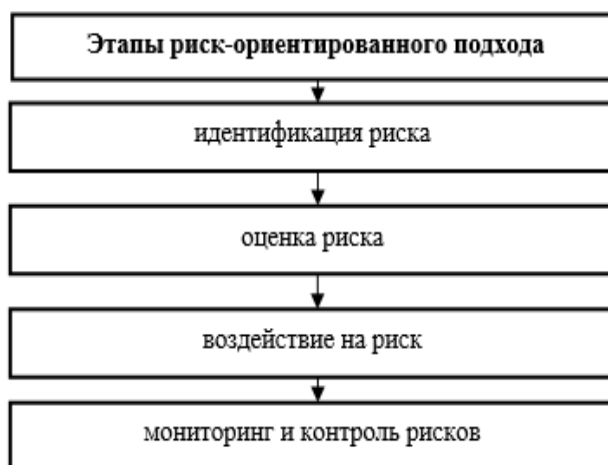 Этапы риск-ориентированного подхода
идентификация риска
оценка риска
воздействие на риск
мониторинг и контроль рисков